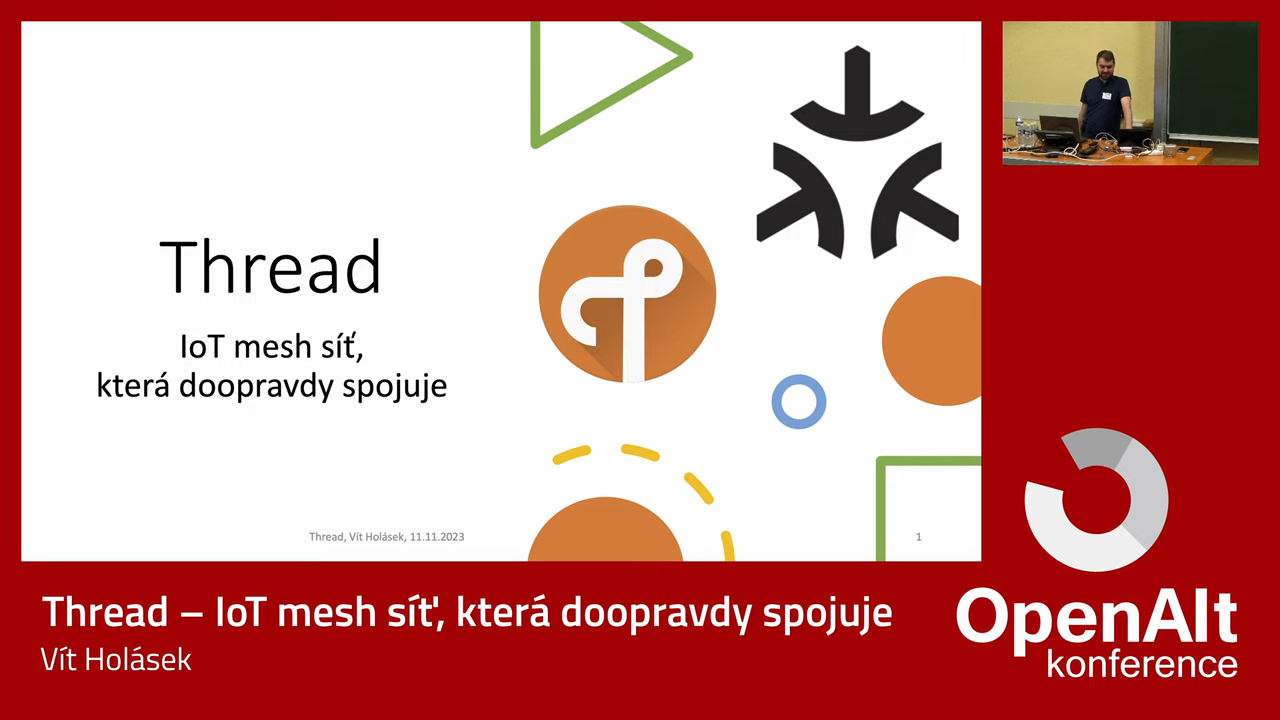 Thread
IoT mesh síť,
která doopravdy spojuje
Thread, Vít Holásek, 11.11.2023
1
Thread – IoT mesh síť, která doopravdy spojuje
Vít Holásek
OpenAlt
konference